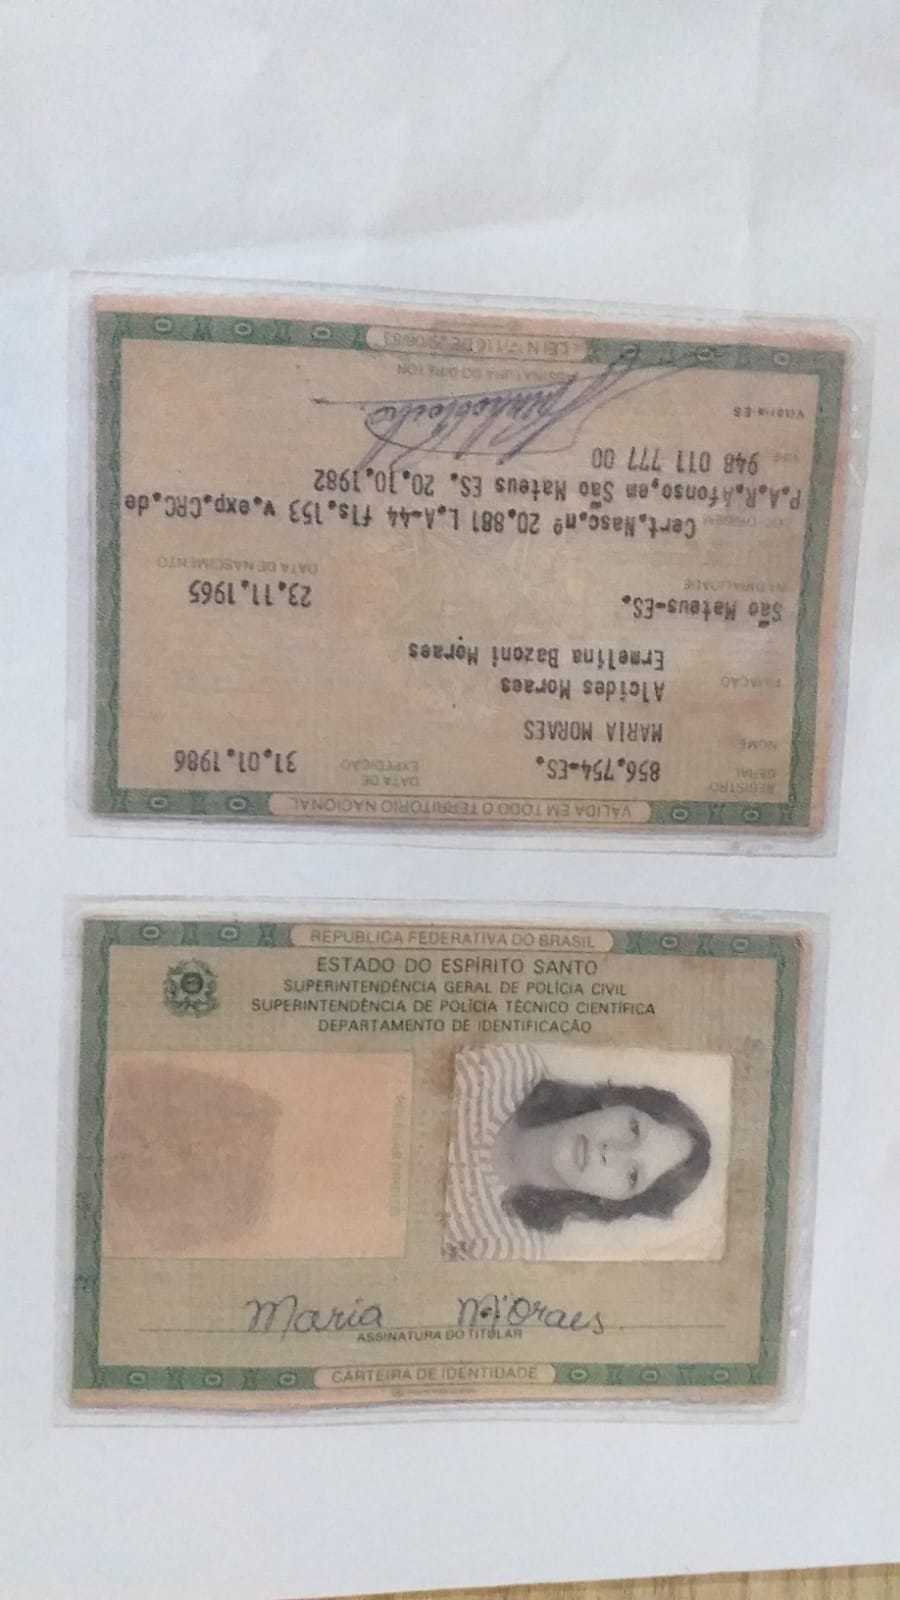 VALIDA EM TODO O TERRITORIO NACIONAL
REGISTRO GERAL 856.754-ES. DATA DE EXPEDIÇÃO 31.01.1986
NOME MARIA MORAES
FILIAÇÃO Alcides Moraes
Ermelina Bazoni Moraes
NATURALIDADE São Mateus-ES. DATA DE NASCIMENTO 23.11.1965
DOC ORIGEM Cert.Nasc.nº 20.881 L.A-44 fls.153 v.exp.CRC.de
P.A.R.Afonso,em São Mateus ES. 20.10.1982
948 011 777 00
Vitória-ES
ASSINATURA DO DIRETOR
LEI N 7.116 DE 29/08/83
REPUBLICA FEDERATIVA DO BRASIL
ESTADO DO ESPÍRITO SANTO
SUPERINTENDÊNCIA GERAL DE POLÍCIA CIVIL
SUPERINTENDÊNCIA DE POLÍCIA TÉCNICO CIENTÍFICA
DEPARTAMENTO DE IDENTIFICAÇÃO
Maria Moraes
ASSINATURA DO TITULAR
CARTEIRA DE IDENTIDADE